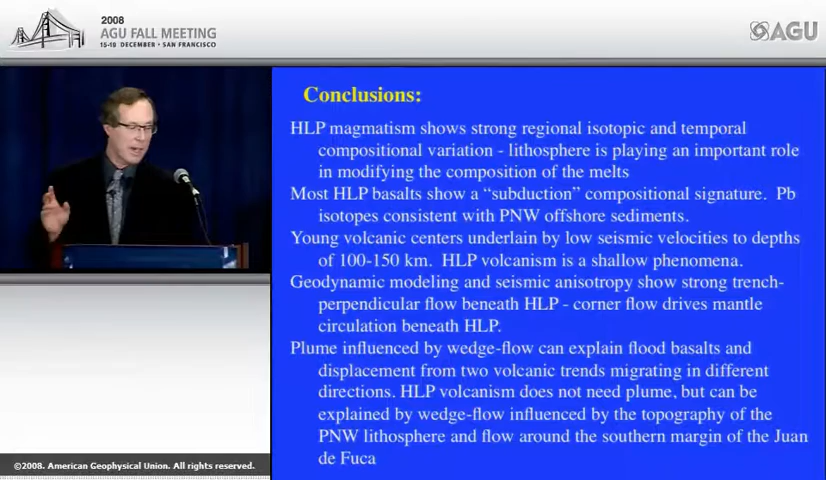 2008
AGU FALL MEETING
15-19 DECEMBER • SAN FRANCISCO
AGU
Conclusions:
HLP magmatism shows strong regional isotopic and temporal
compositional variation - lithosphere is playing an important role
in modifying the composition of the melts
Most HLP basalts show a “subduction” compositional signature. Pb
isotopes consistent with PNW offshore sediments.
Young volcanic centers underlain by low seismic velocities to depths
of 100-150 km. HLP volcanism is a shallow phenomena.
Geodynamic modeling and seismic anisotropy show strong trench-
perpendicular flow beneath HLP - corner flow drives mantle
circulation beneath HLP.
Plume influenced by wedge-flow can explain flood basalts and
displacement from two volcanic trends migrating in different
directions. HLP volcanism does not need plume, but can be
explained by wedge-flow influenced by the topography of the
PNW lithosphere and flow around the southern margin of the Juan
de Fuca
©2008. American Geophysical Union. All rights reserved.